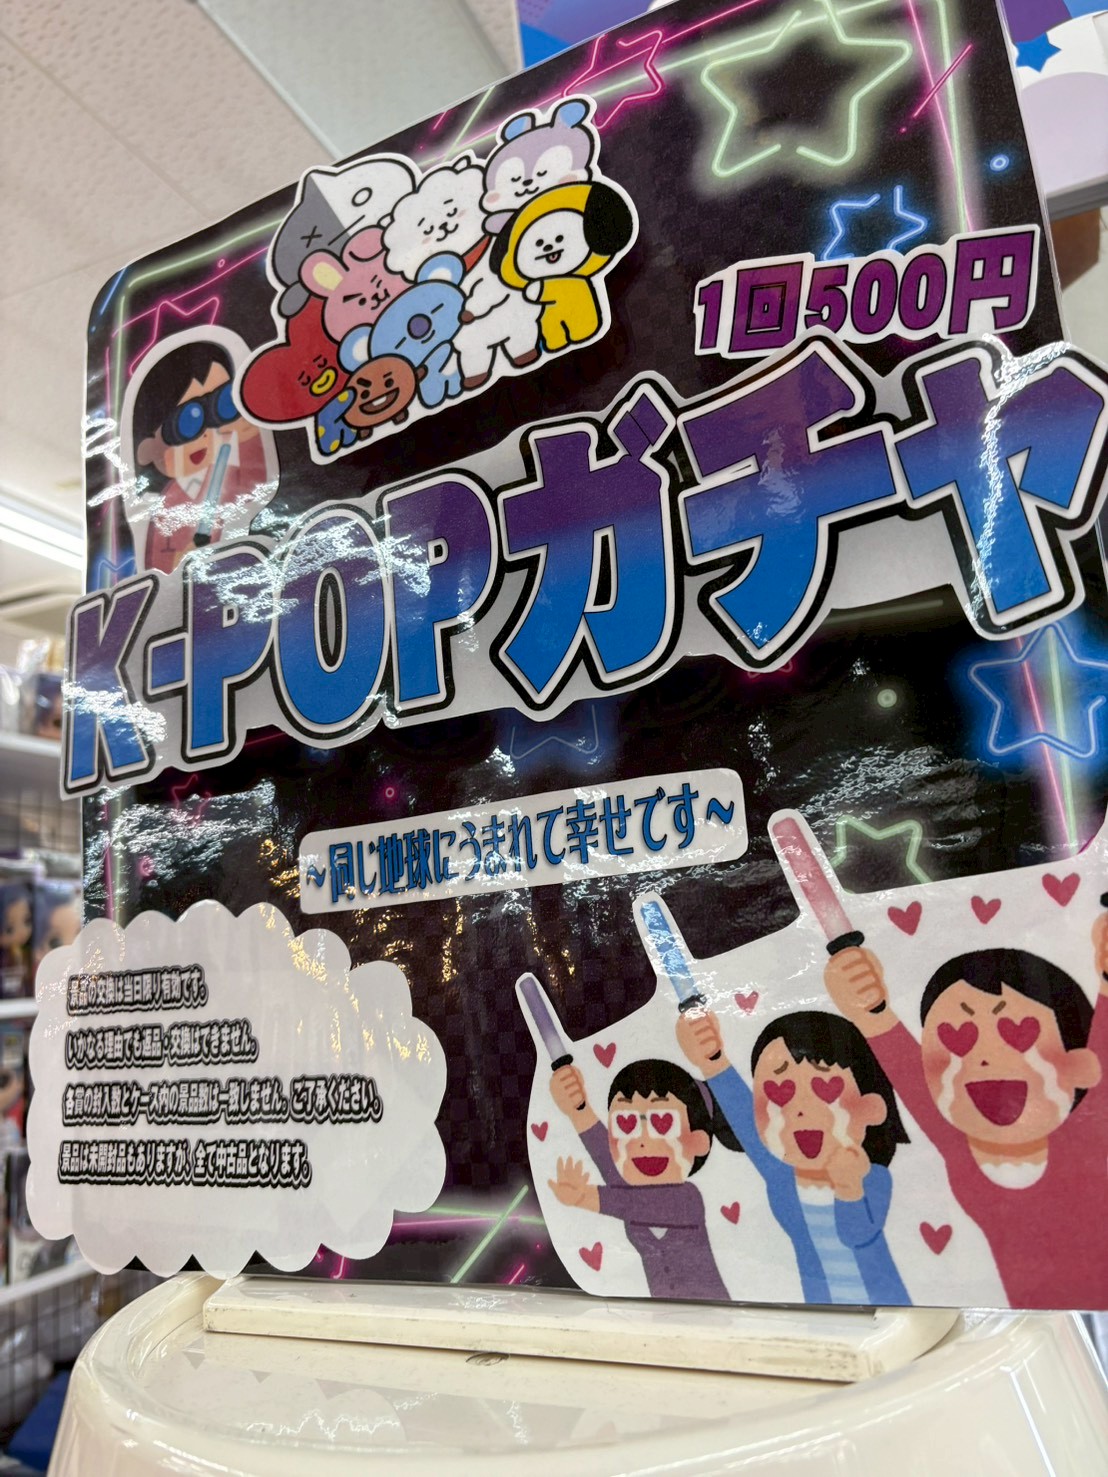 1回500円
K-POPガチャ
~同じ地球にうまれて幸せです~
景品の交換は当日限り有効です。
いかなる理由でも返品・交換はできません。
各賞の封入数とケース内の景品数は一致しません。ご了承ください。
景品は未開封品もありますが、全て中古品となります。